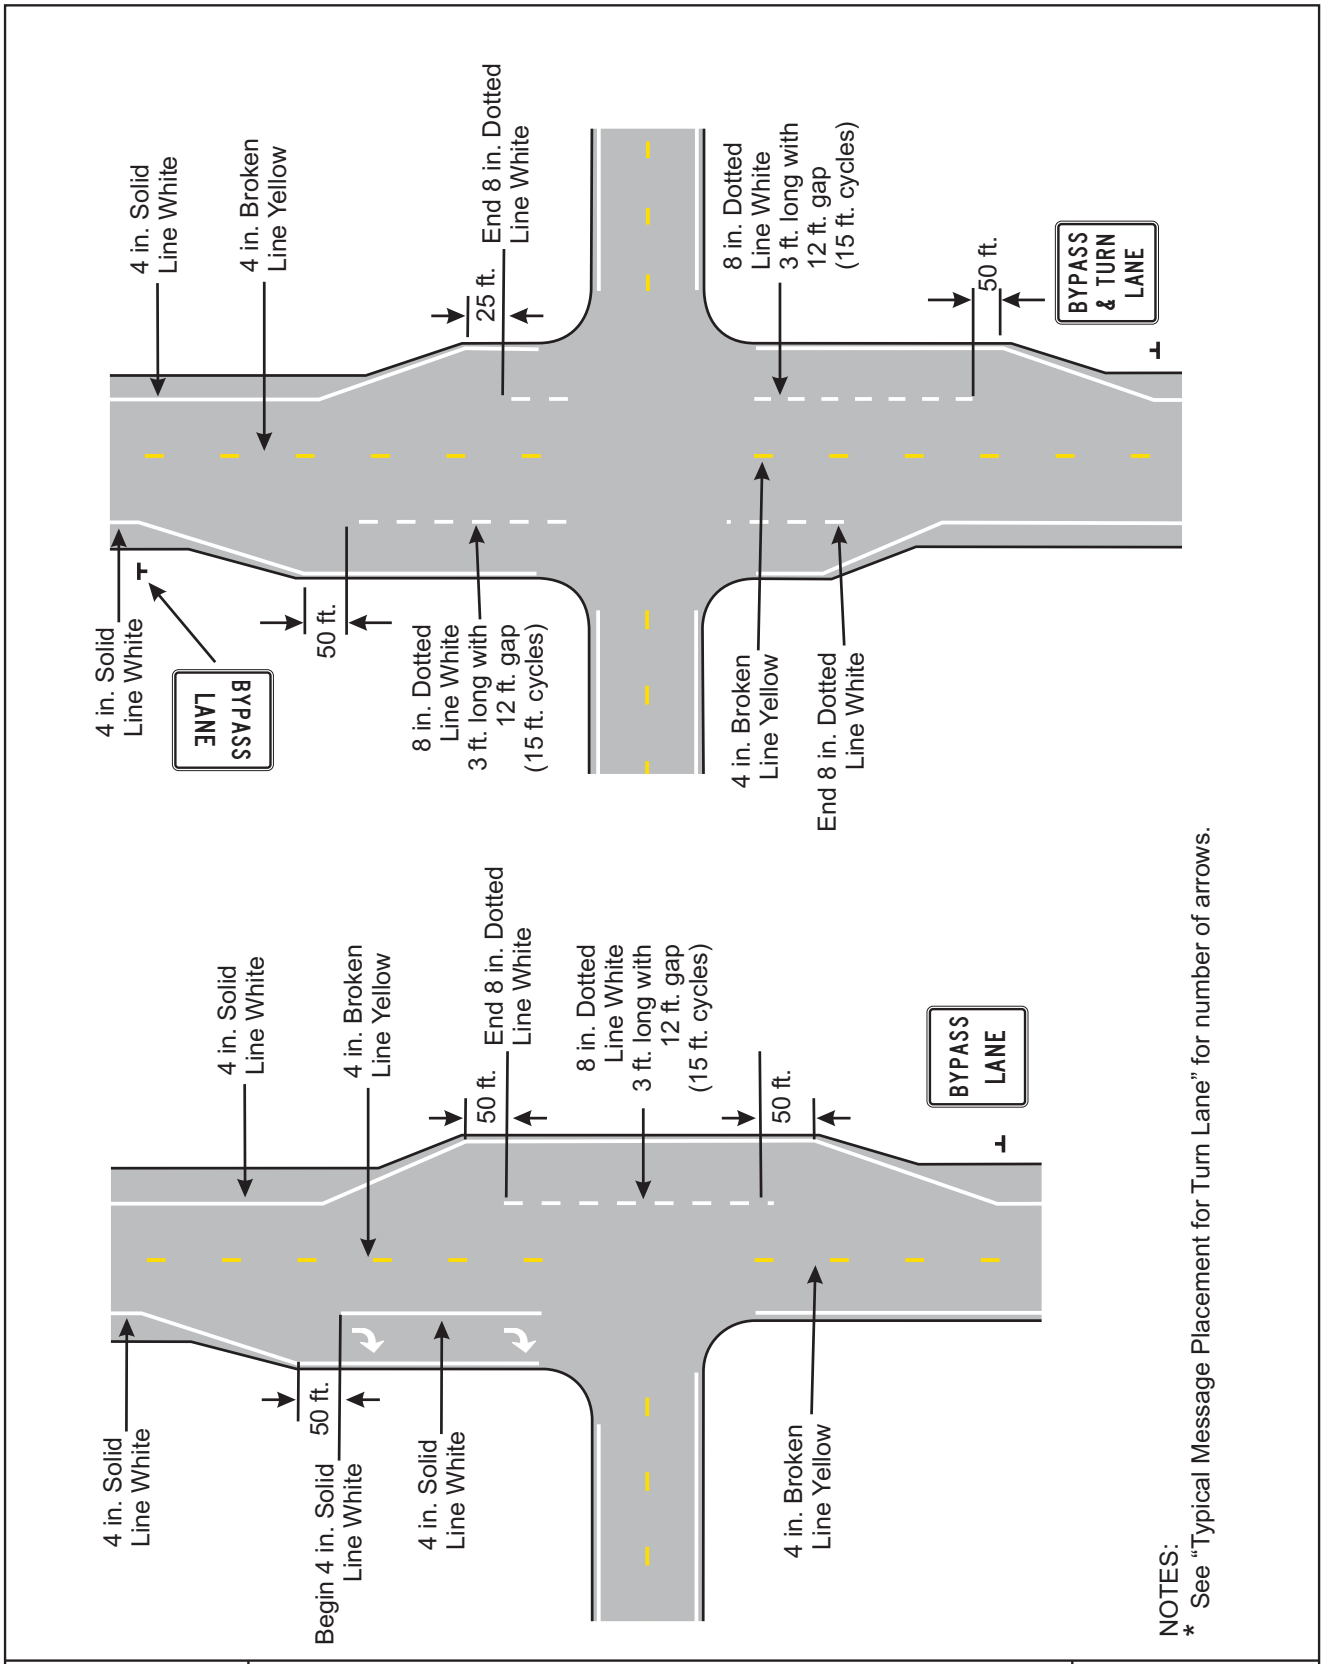 4 in. Solid
Line White
4 in. Broken
Line Yellow
End 8 in. Dotted
Line White
25 ft.
8 in. Dotted
Line White
3 ft. long with
12 ft. gap
(15 ft. cycles)
50 ft.
BYPASS
& TURN
LANE
4 in. Solid
Line White
BYPASS
LANE
50 ft.
8 in. Dotted
Line White
3 ft. long with
12 ft. gap
(15 ft. cycles)
4 in. Broken
Line Yellow
End 8 in. Dotted
Line White
4 in. Solid
Line White
4 in. Broken
Line Yellow
End 8 in. Dotted
Line White
50 ft.
8 in. Dotted
Line White
3 ft. long with
12 ft. gap
(15 ft. cycles)
50 ft.
BYPASS
LANE
4 in. Solid
Line White
50 ft.
Begin 4 in. Solid
Line White
4 in. Solid
Line White
4 in. Broken
Line Yellow
NOTES:
* See “Typical Message Placement for Turn Lane” for number of arrows.